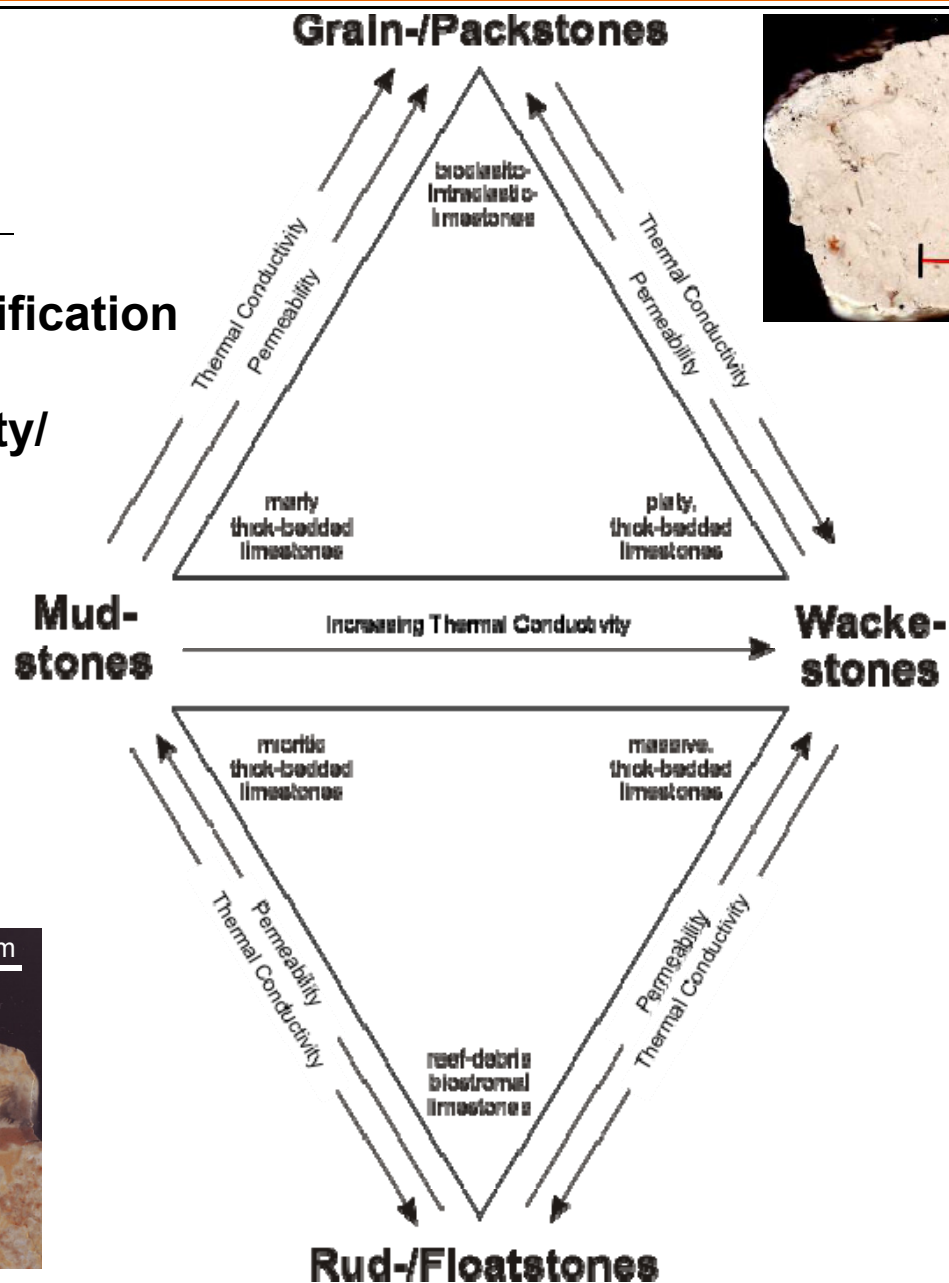 Grain-/Packstones
bioclastic-
intraclastic-
limestones
Thermal Conductivity
Permeability
Thermal Conductivity
Permeability
ification
ty/
marly
thick-bedded
limestones
platy,
thick-bedded
limestones
Mud-
stones
Increasing Thermal Conductivity
Wacke-
stones
micritic
thick-bedded
limestones
massive,
thick-bedded
limestones
Permeability
Thermal Conductivity
Permeability
Thermal Conductivity
m
reef-debris
biostromal
limestones
Rud-/Floatstones